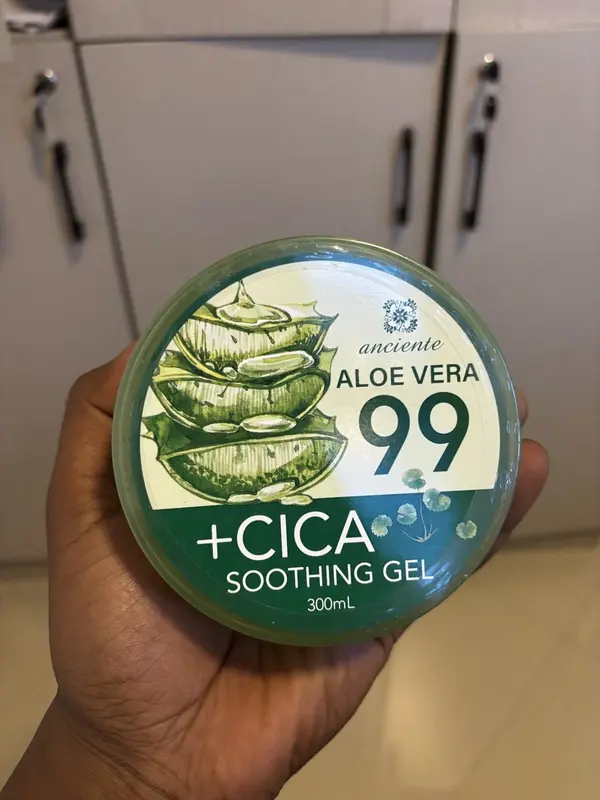 anciente
ALOE VERA
99
+CICA
SOOTHING GEL
300mL